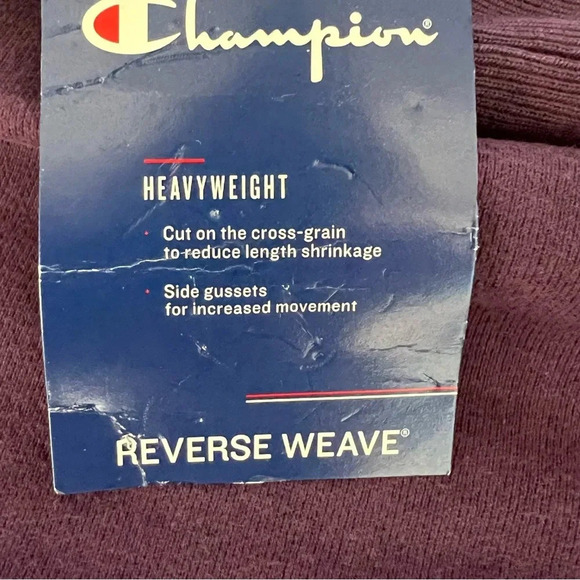 Champion®
HEAVYWEIGHT
· Cut on the cross-grain
to reduce length shrinkage
· Side gussets
for increased movement
REVERSE WEAVE®